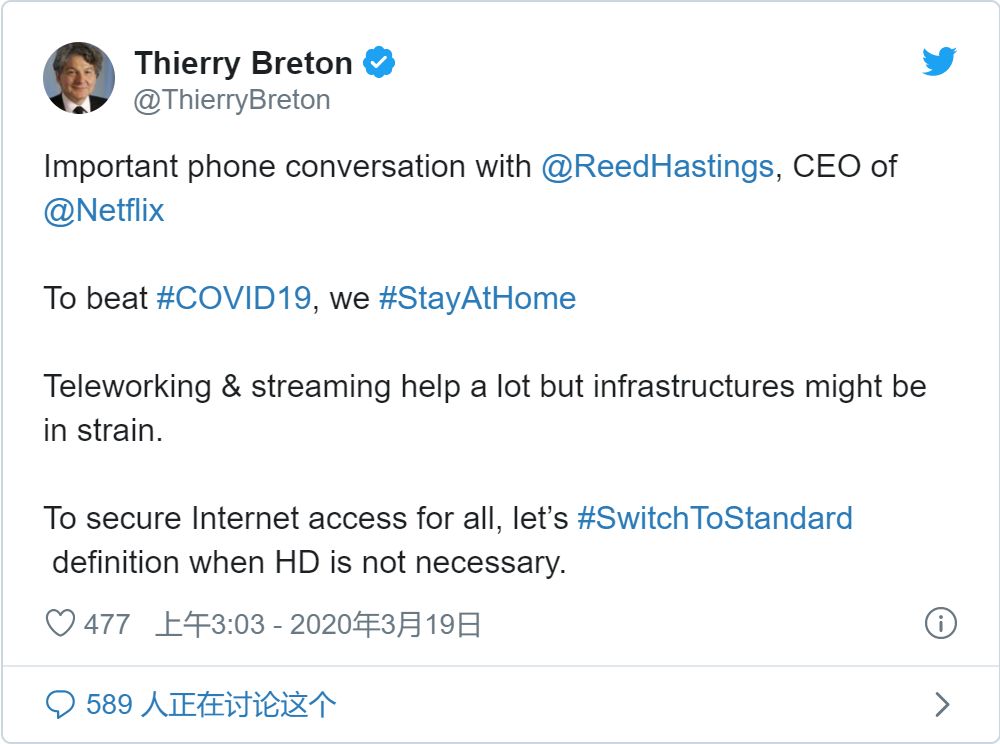 Thierry Breton
@ThierryBreton
Important phone conversation with @ReedHastings, CEO of
@Netflix
To beat #COVID19, we #StayAtHome
Teleworking & streaming help a lot but infrastructures might be
in strain.
To secure Internet access for all, let’s #SwitchToStandard
definition when HD is not necessary.
477 上午3:03 - 2020年3月19日
589 人正在讨论这个